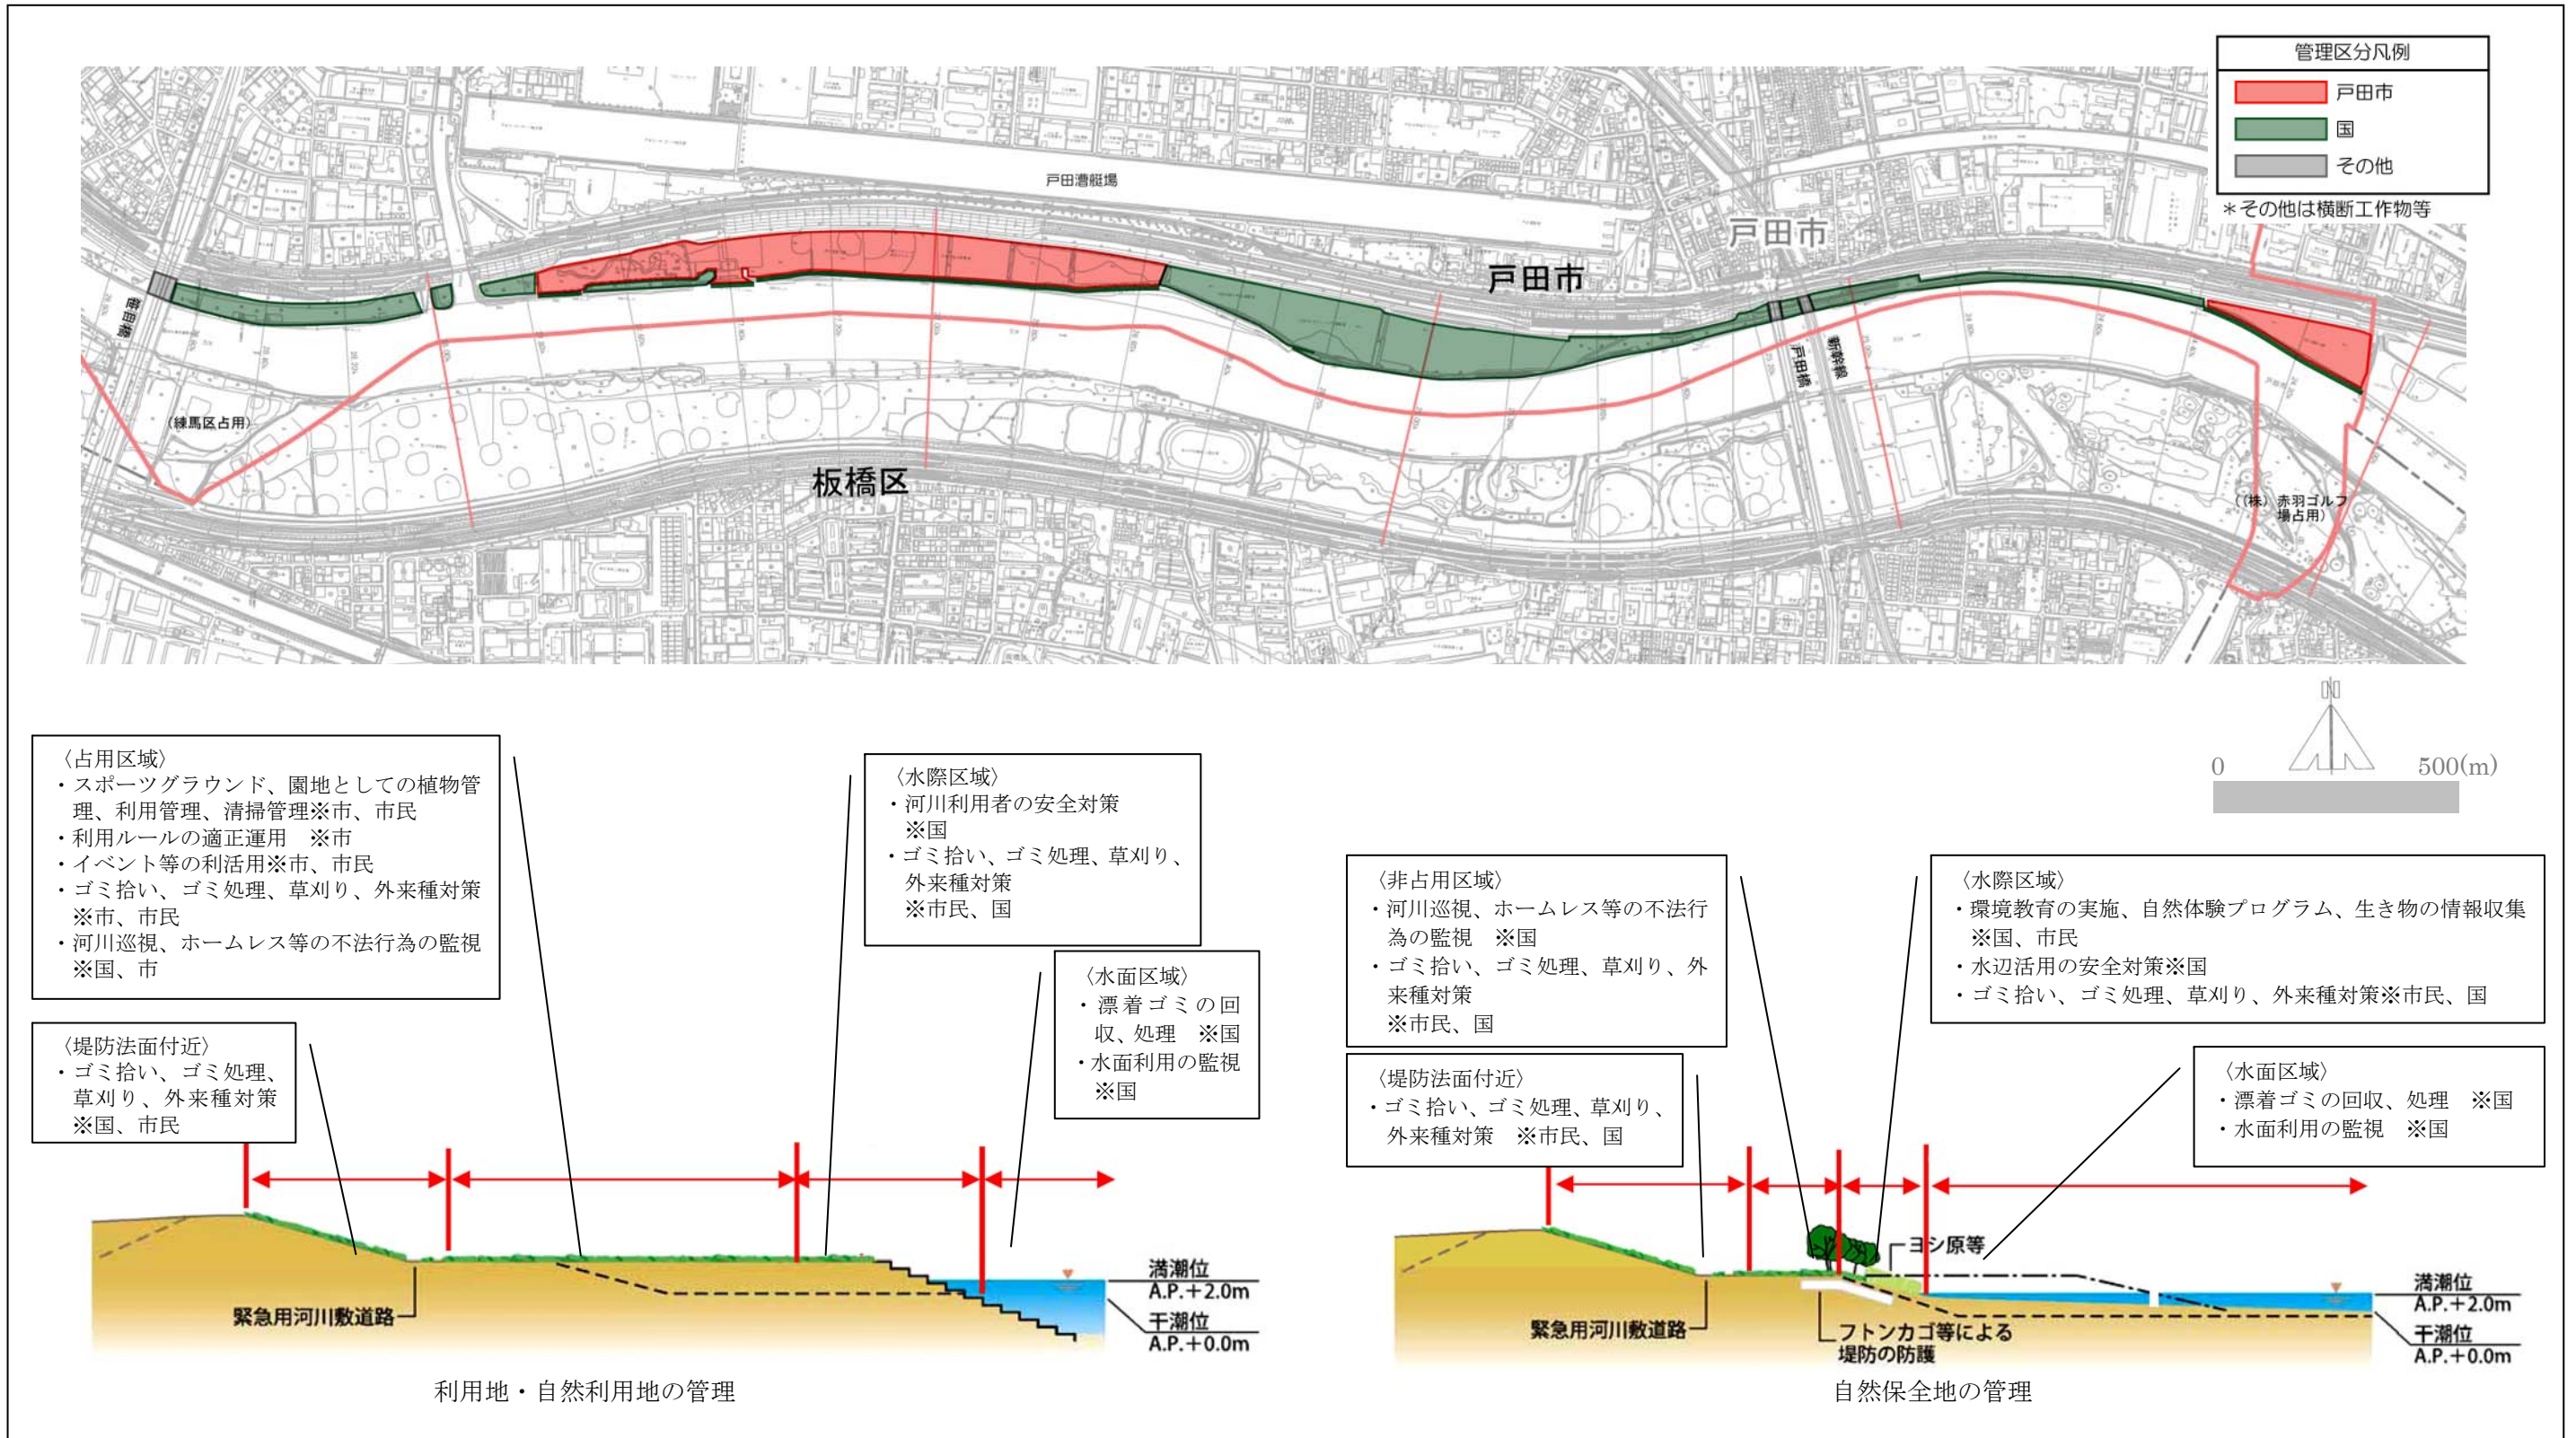 管理区分凡例
戸田市
国
その他
＊その他は横断工作物等
戸田漕艇場
戸田市
戸田市
笹目橋
戸田橋
新幹線
（練馬区占用）
板橋区
（（株）赤羽ゴルフ
場占用）
0
500(m)
〈占用区域〉
・スポーツグラウンド、園地としての植物管
理、利用管理、清掃管理※市、市民
・利用ルールの適正運用　※市
・イベント等の利活用※市、市民
・ゴミ拾い、ゴミ処理、草刈り、外来種対策
※市、市民
・河川巡視、ホームレス等の不法行為の監視
※国、市
〈堤防法面付近〉
・ゴミ拾い、ゴミ処理、
草刈り、外来種対策
※国、市民
〈水際区域〉
・河川利用者の安全対策
※国
・ゴミ拾い、ゴミ処理、草刈り、
外来種対策
※市民、国
〈水面区域〉
・漂着ゴミの回
収、処理　※国
・水面利用の監視
※国
緊急用河川敷道路
満潮位
A.P.＋2.0m
干潮位
A.P.＋0.0m
利用地・自然利用地の管理
〈非占用区域〉
・河川巡視、ホームレス等の不法行
為の監視　※国
・ゴミ拾い、ゴミ処理、草刈り、外
来種対策
※市民、国
〈堤防法面付近〉
・ゴミ拾い、ゴミ処理、草刈り、
外来種対策　※市民、国
〈水際区域〉
・環境教育の実施、自然体験プログラム、生き物の情報収集
※国、市民
・水辺活用の安全対策※国
・ゴミ拾い、ゴミ処理、草刈り、外来種対策※市民、国
〈水面区域〉
・漂着ゴミの回収、処理　※国
・水面利用の監視　※国
ヨシ原等
緊急用河川敷道路
フトンカゴ等による
堤防の防護
満潮位
A.P.＋2.0m
干潮位
A.P.＋0.0m
自然保全地の管理